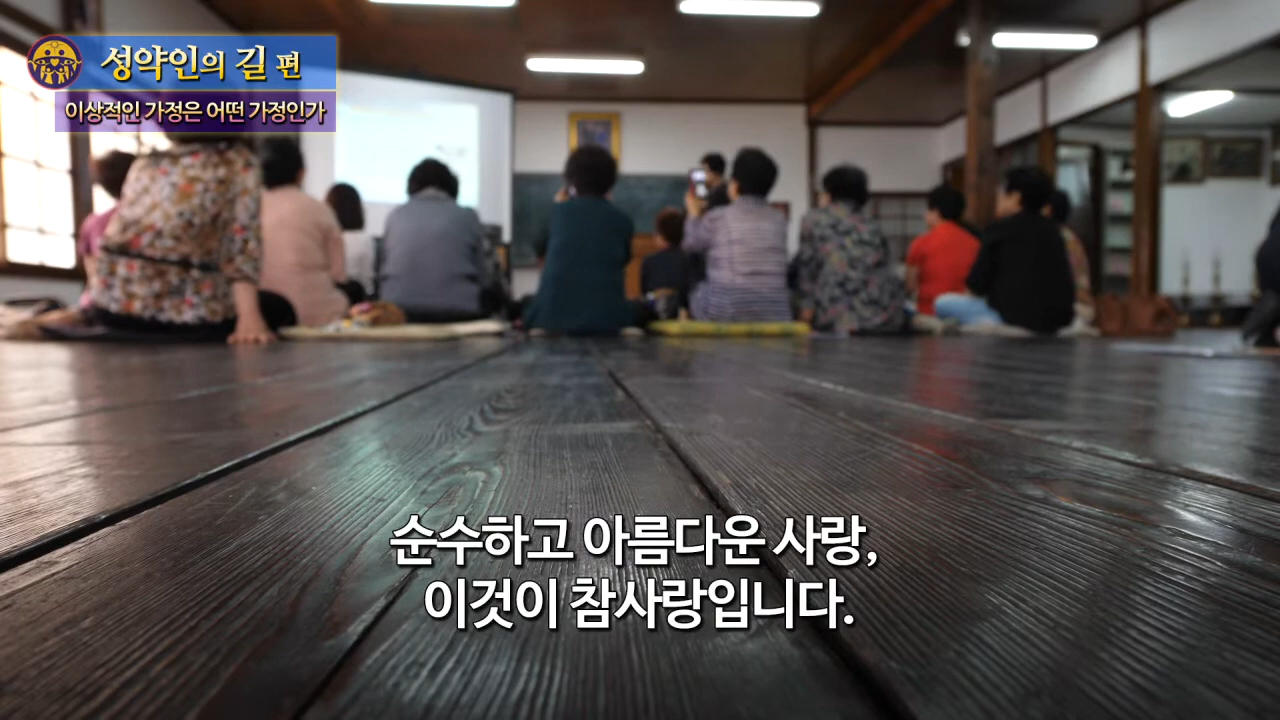 성약인의 길 편
이상적인 가정은 어떤 가정인가
순수하고 아름다운 사랑,
이것이 참사랑입니다.